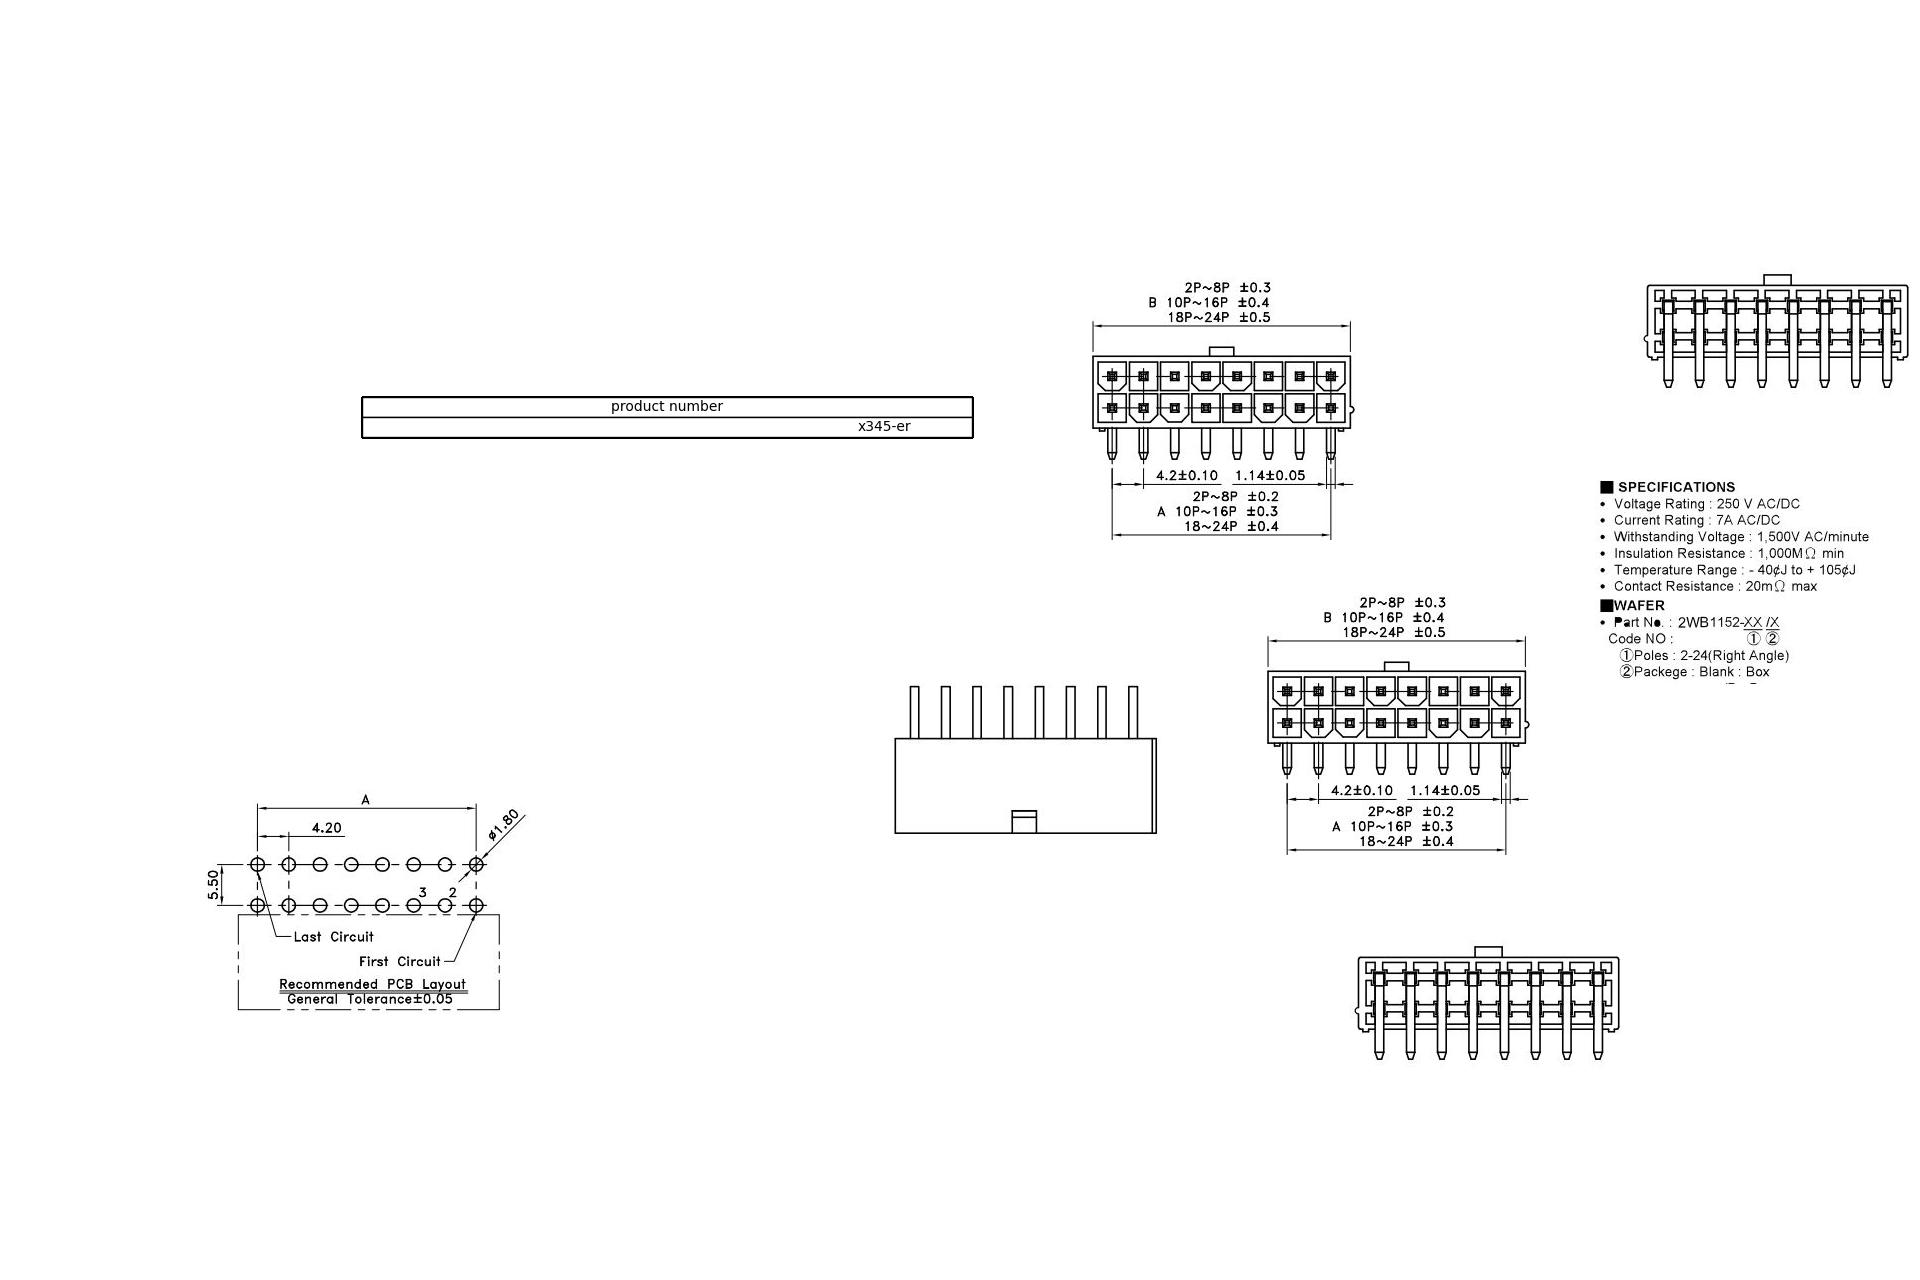 2P~8P ±0.3
B 10P~16P ±0.4
18P~24P ±0.5
product number
x345-er
4.2±0.10 1.14±0.05
2P~8P ±0.2
A 10P~16P ±0.3
18~24P ±0.4
■ SPECIFICATIONS
• Voltage Rating : 250 V AC/DC
• Current Rating : 7A AC/DC
• Withstanding Voltage : 1,500V AC/minute
• Insulation Resistance : 1,000MΩ min
• Temperature Range : - 40¢J to + 105¢J
• Contact Resistance : 20mΩ max
■WAFER
• Part No. : 2WB1152-XX /X
Code NO : ① ②
①Poles : 2-24(Right Angle)
②Packege : Blank : Box
2P~8P ±0.3
B 10P~16P ±0.4
18P~24P ±0.5
4.2±0.10 1.14±0.05
2P~8P ±0.2
A 10P~16P ±0.3
18~24P ±0.4
A
4.20
ø1.80
5.50
3 2
Last Circuit
First Circuit
Recommended PCB Layout
General Tolerance±0.05